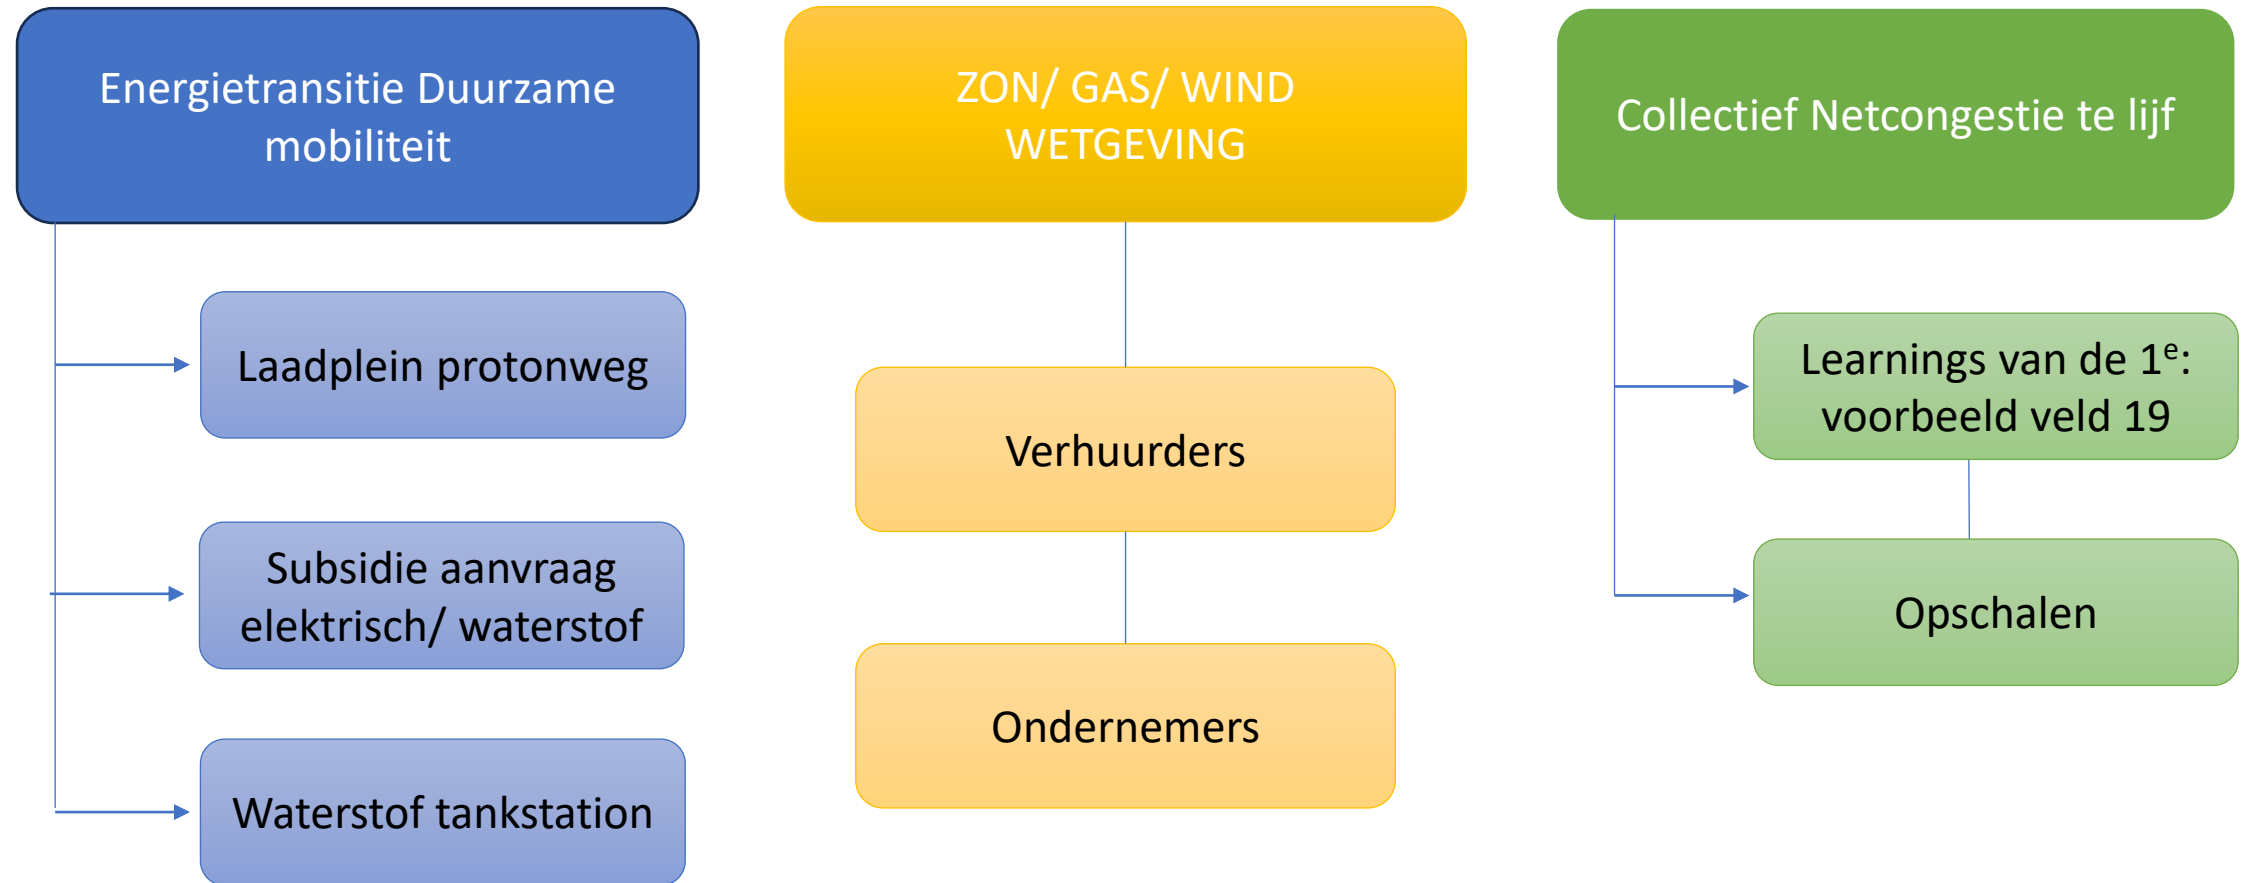 Energietransitie Duurzame
mobiliteit
Laadplein protonweg
Subsidie aanvraag
elektrisch/ waterstof
Waterstof tankstation
ZON/ GAS/ WIND
WETGEVING
Verhuurders
Ondernemers
Collectief Netcongestie te lijf
Learnings van de 1ᵉ:
voorbeeld veld 19
Opschalen